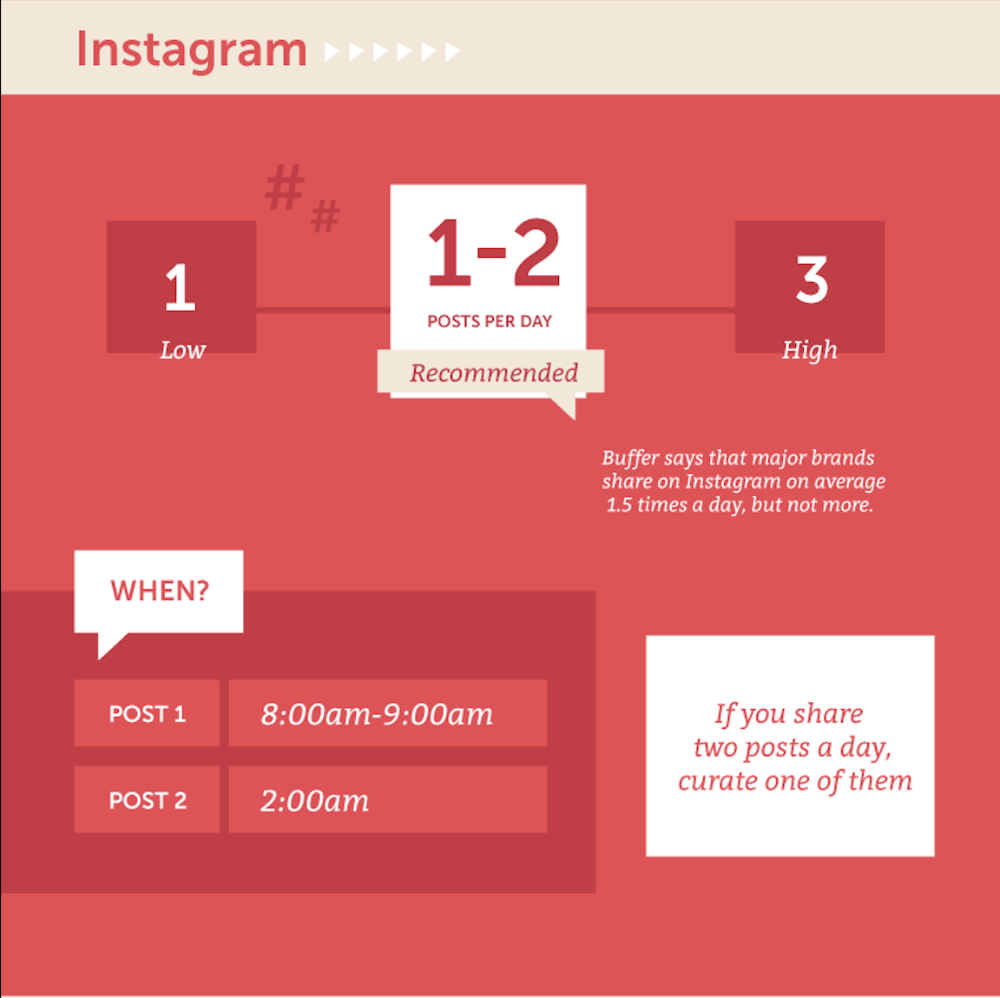 Instagram
# #
1
Low
1-2
POSTS PER DAY
Recommended
3
High
Buffer says that major brands
share on Instagram on average
1.5 times a day, but not more.
WHEN?
POST 1 8:00am-9:00am
POST 2 2:00am
If you share
two posts a day,
curate one of them